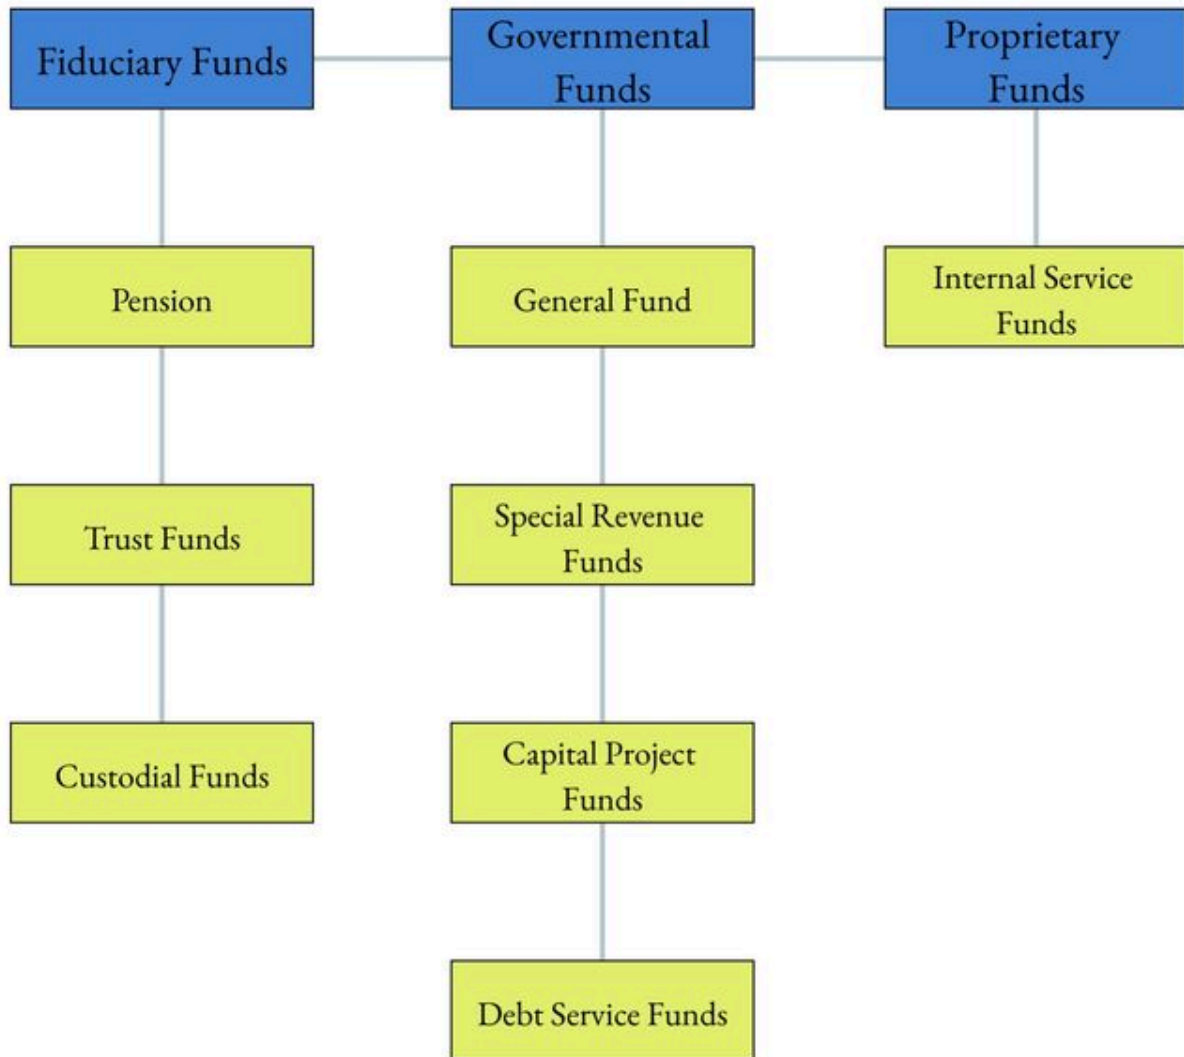 Fiduciary Funds
Governmental
Funds
Proprietary
Funds
Pension
General Fund
Internal Service
Funds
Trust Funds
Special Revenue
Funds
Custodial Funds
Capital Project
Funds
Debt Service Funds